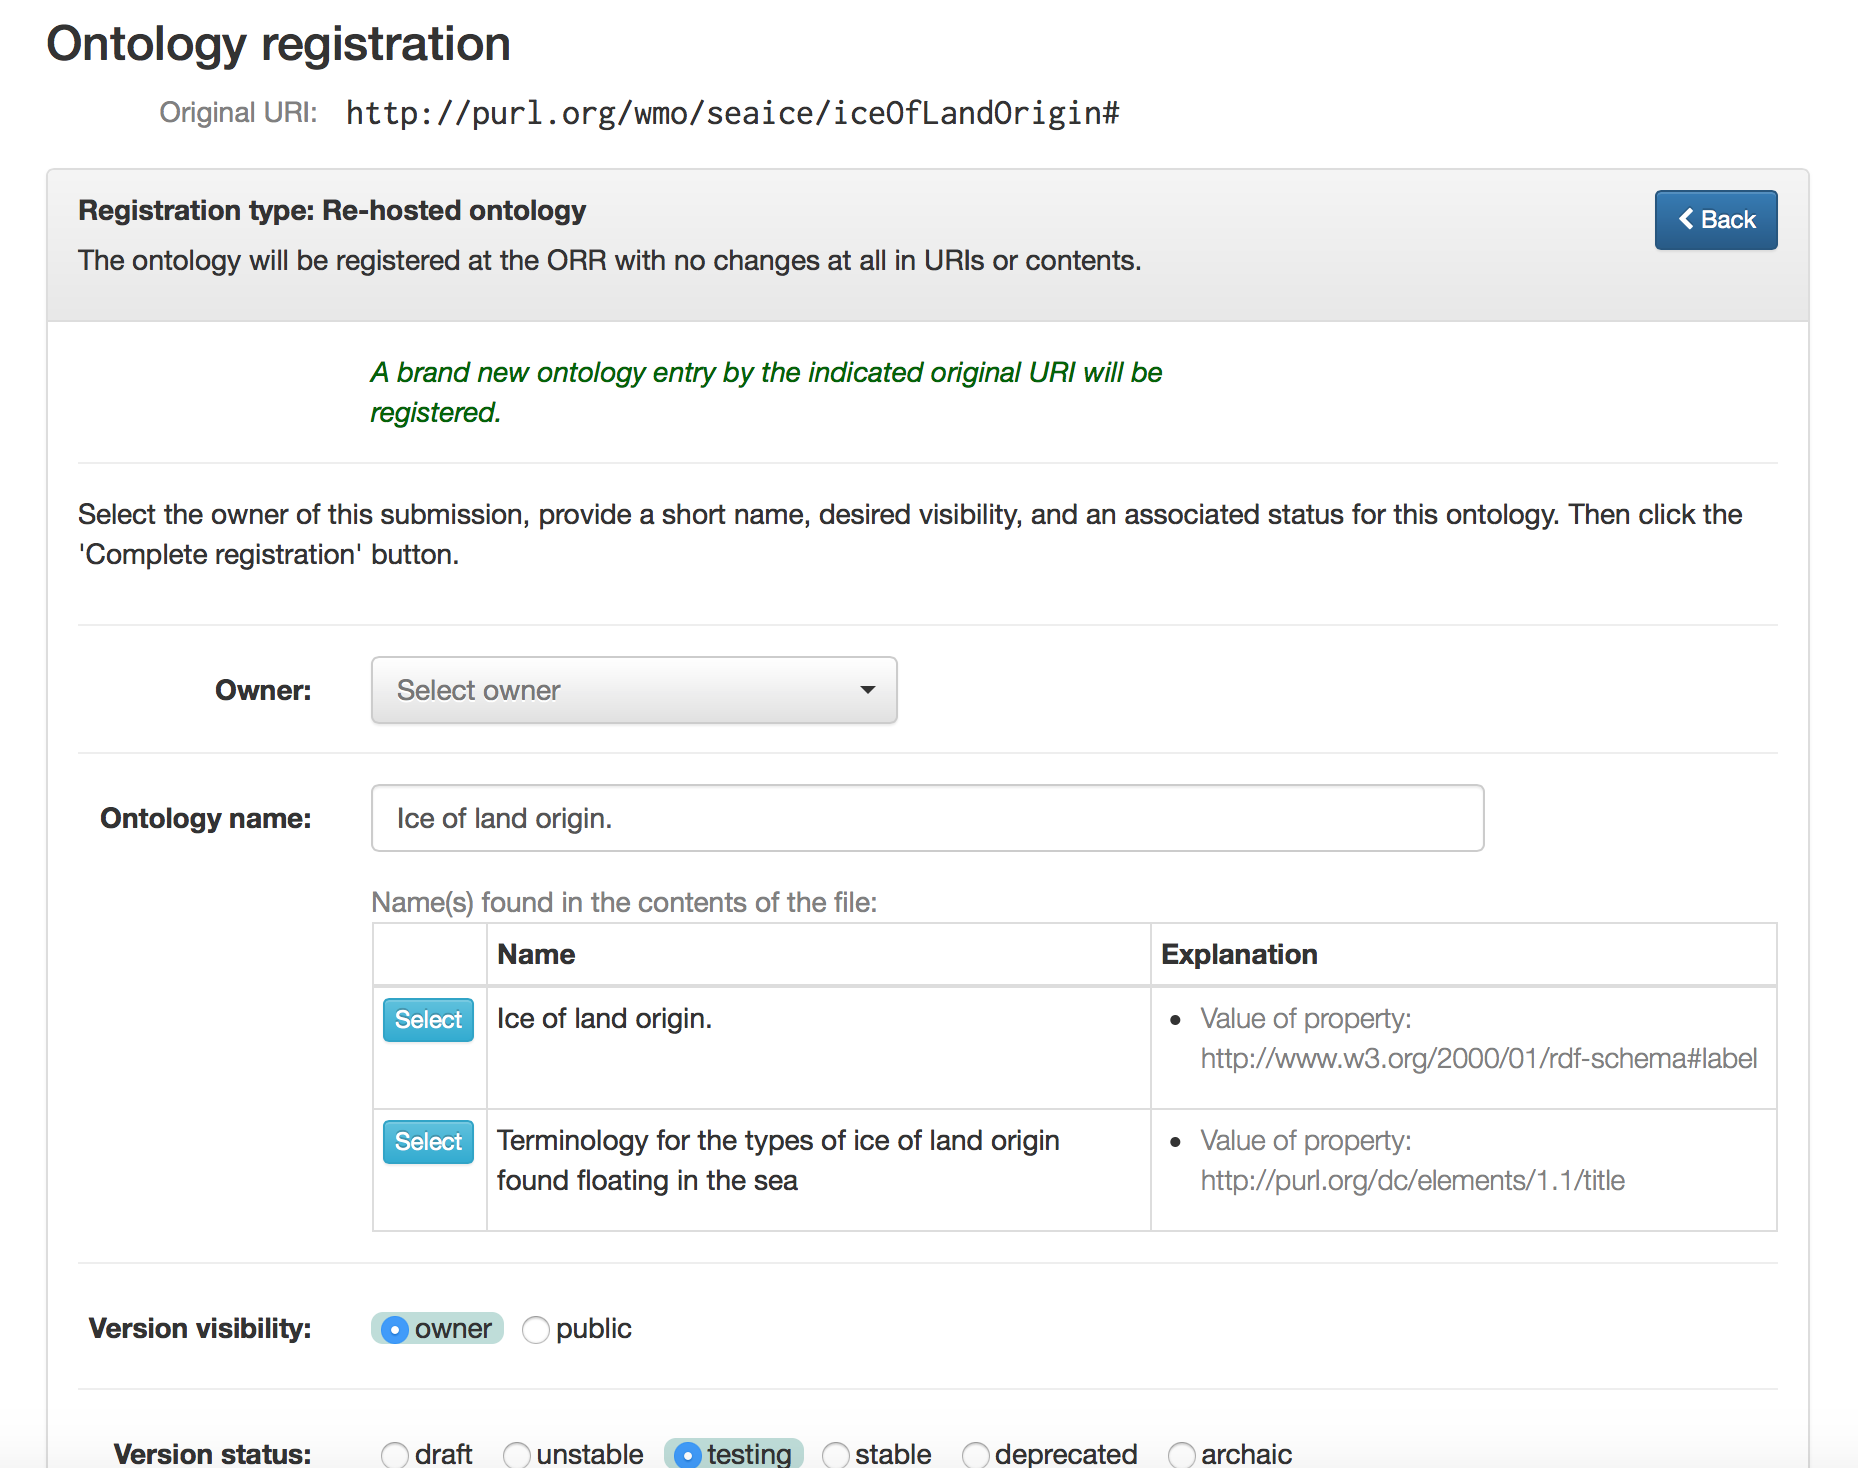 Ontology registration
Original URI: http://purl.org/wmo/seaice/iceOfLandOrigin#
Registration type: Re-hosted ontology
Back
The ontology will be registered at the ORR with no changes at all in URIs or contents.
A brand new ontology entry by the indicated original URI will be
registered.
Select the owner of this submission, provide a short name, desired visibility, and an associated status for this ontology. Then click the
'Complete registration' button.
Owner: Select owner
Ontology name: Ice of land origin.
Name(s) found in the contents of the file:
Name Explanation
Select Ice of land origin. • Value of property:
http://www.w3.org/2000/01/rdf-schema#label
Select Terminology for the types of ice of land origin • Value of property:
found floating in the sea http://purl.org/dc/elements/1.1/title
Version visibility: owner public
Version status: draft unstable testing stable deprecated archaic